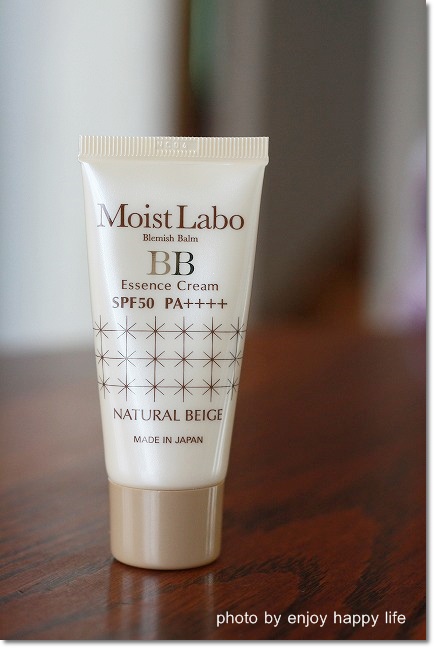 Moist Labo
Blemish Balm
BB
Essence Cream
SPF50 PA++++
NATURAL BEIGE
MADE IN JAPAN
photo by enjoy happy life